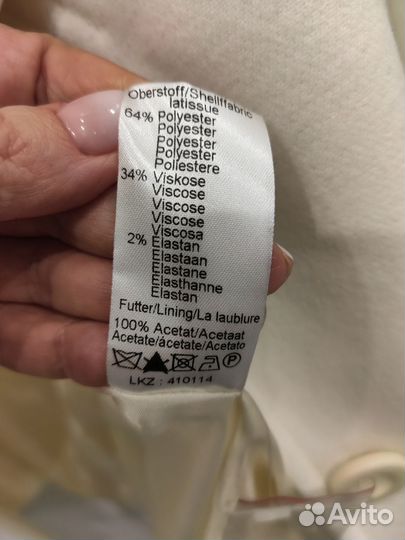 Oberstoff/Shellfabric
latissue
64% Polyester
Polyester
Polyester
Polyester
Poliestere
34% Viskose
Viscose
Viscose
Viscose
Viscosa
2% Elastan
Elastaan
Elastane
Elasthanne
Elastan
Futter/Lining/La laublure
100% Acetat/Acetaat
Acetate/ácetate/Acetato
P
LKZ : 410114
Avito